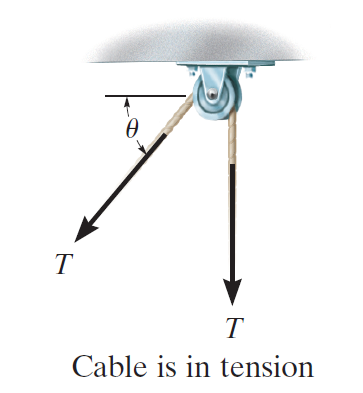 θ
T
T
Cable is in tension